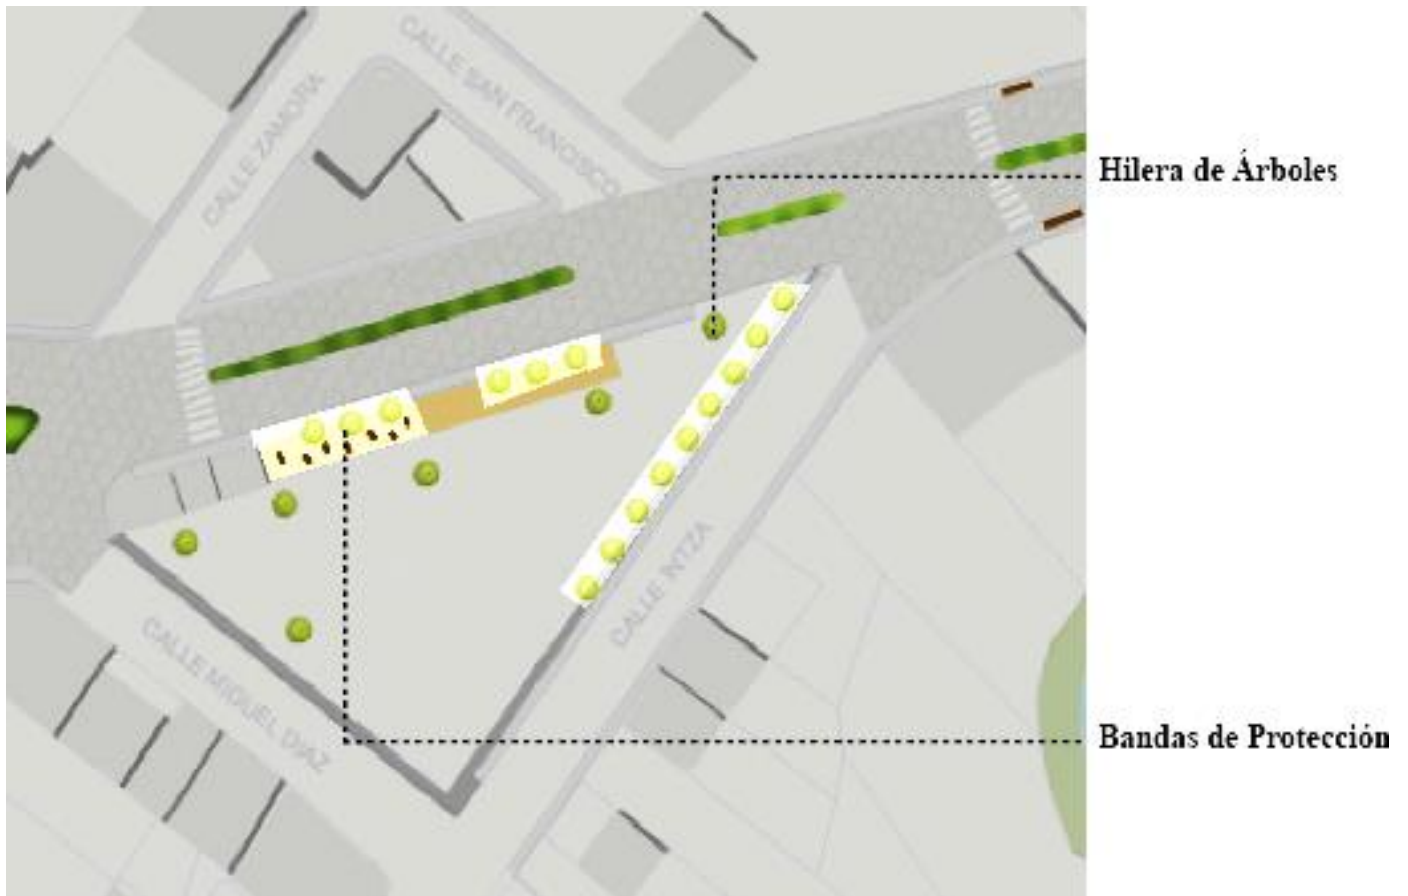 CALLE SAN FRANCISCO
CALLE ZAMORA
Hilera de Árboles
CALLE INTZA
CALLE MIGUEL DIAZ
Bandas de Protección